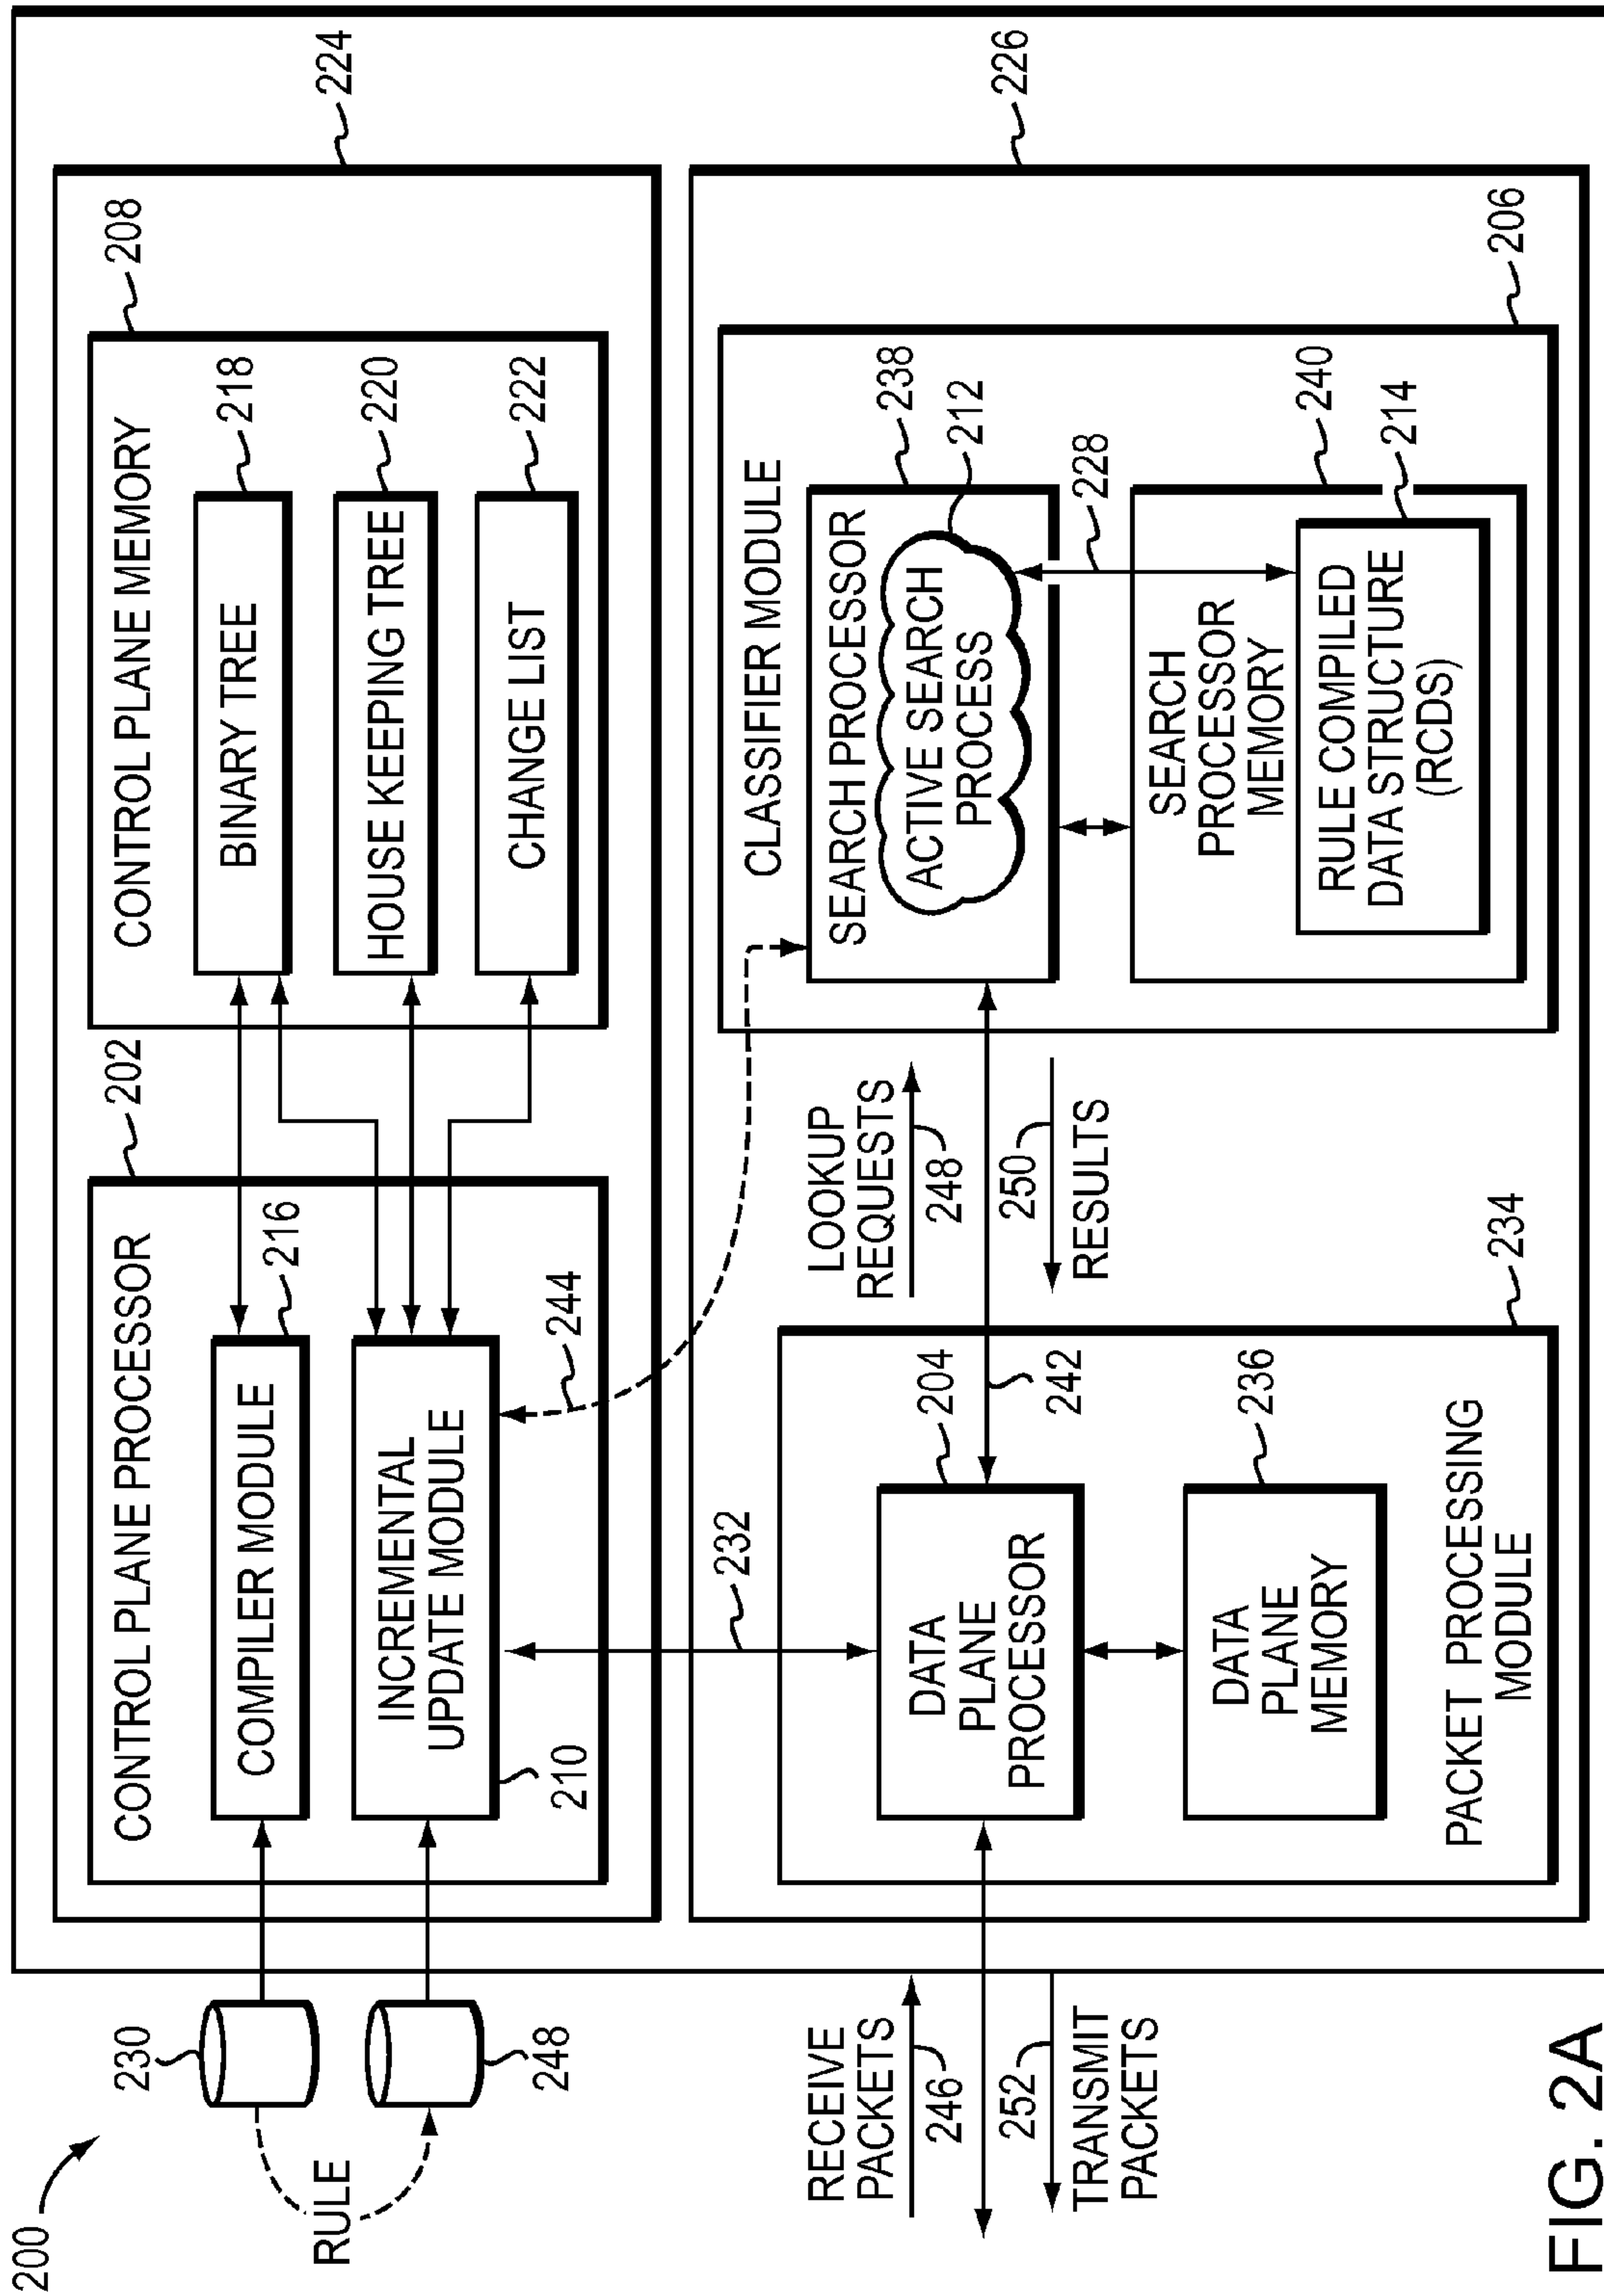 200
RULE
230
248
224
CONTROL PLANE PROCESSOR
202
COMPILER MODULE
216
INCREMENTAL
UPDATE MODULE
210
244
CONTROL PLANE MEMORY
208
BINARY TREE
218
HOUSE KEEPING TREE
220
CHANGE LIST
222
232
226
RECEIVE
PACKETS
246
252
TRANSMIT
PACKETS
DATA
PLANE
PROCESSOR
204
242
DATA
PLANE
MEMORY
236
PACKET PROCESSING
MODULE
234
LOOKUP
REQUESTS
248
250
RESULTS
CLASSIFIER MODULE
SEARCH PROCESSOR
238
ACTIVE SEARCH
PROCESS
212
228
SEARCH
PROCESSOR
MEMORY
240
RULE COMPILED
DATA STRUCTURE
(RCDS)
214
206
FIG. 2A